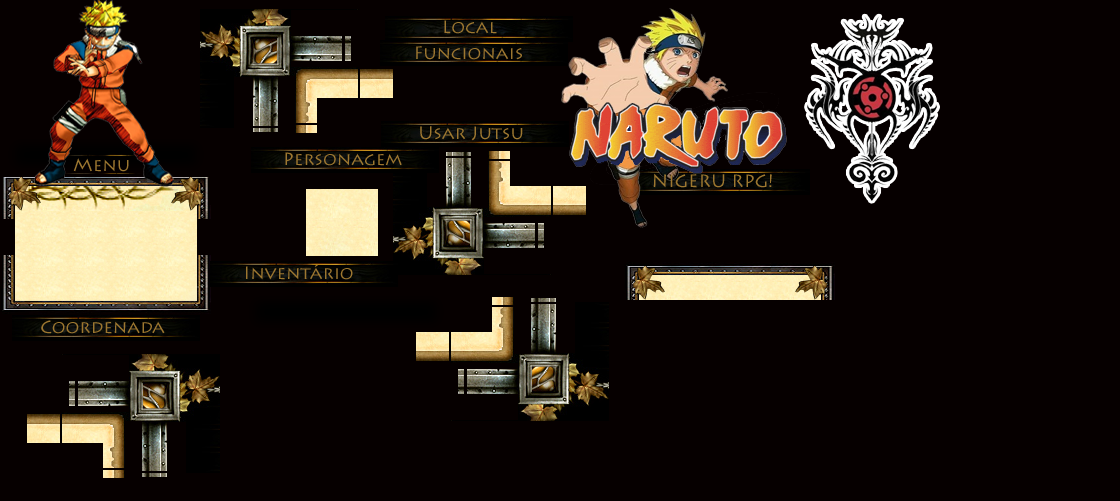 Local
Funcionais
Usar Jutsu
Personagem
Menu
NARUTO
Nigeru RPG!
Inventário
Coordenada